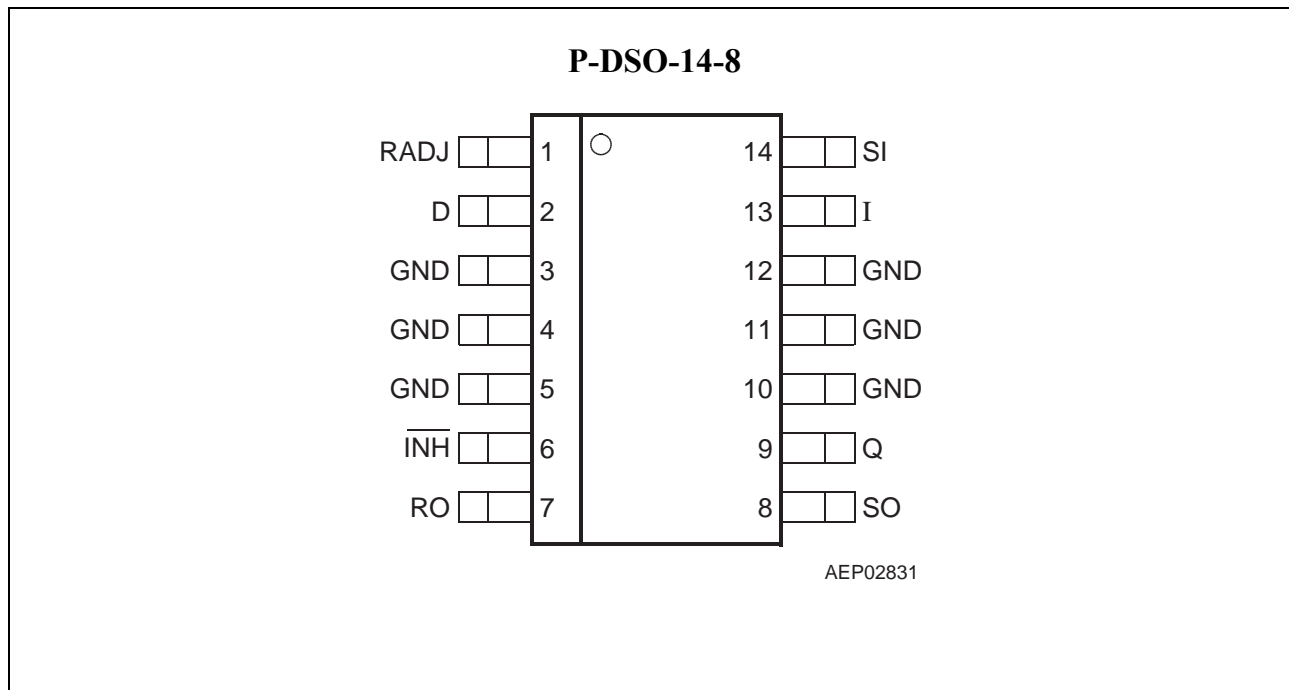 P-DSO-14-8
RADJ 1 14 SI
D 2 13 I
GND 3 12 GND
GND 4 11 GND
GND 5 10 GND
I̅N̅H̅ 6 9 Q
RO 7 8 SO
AEP02831